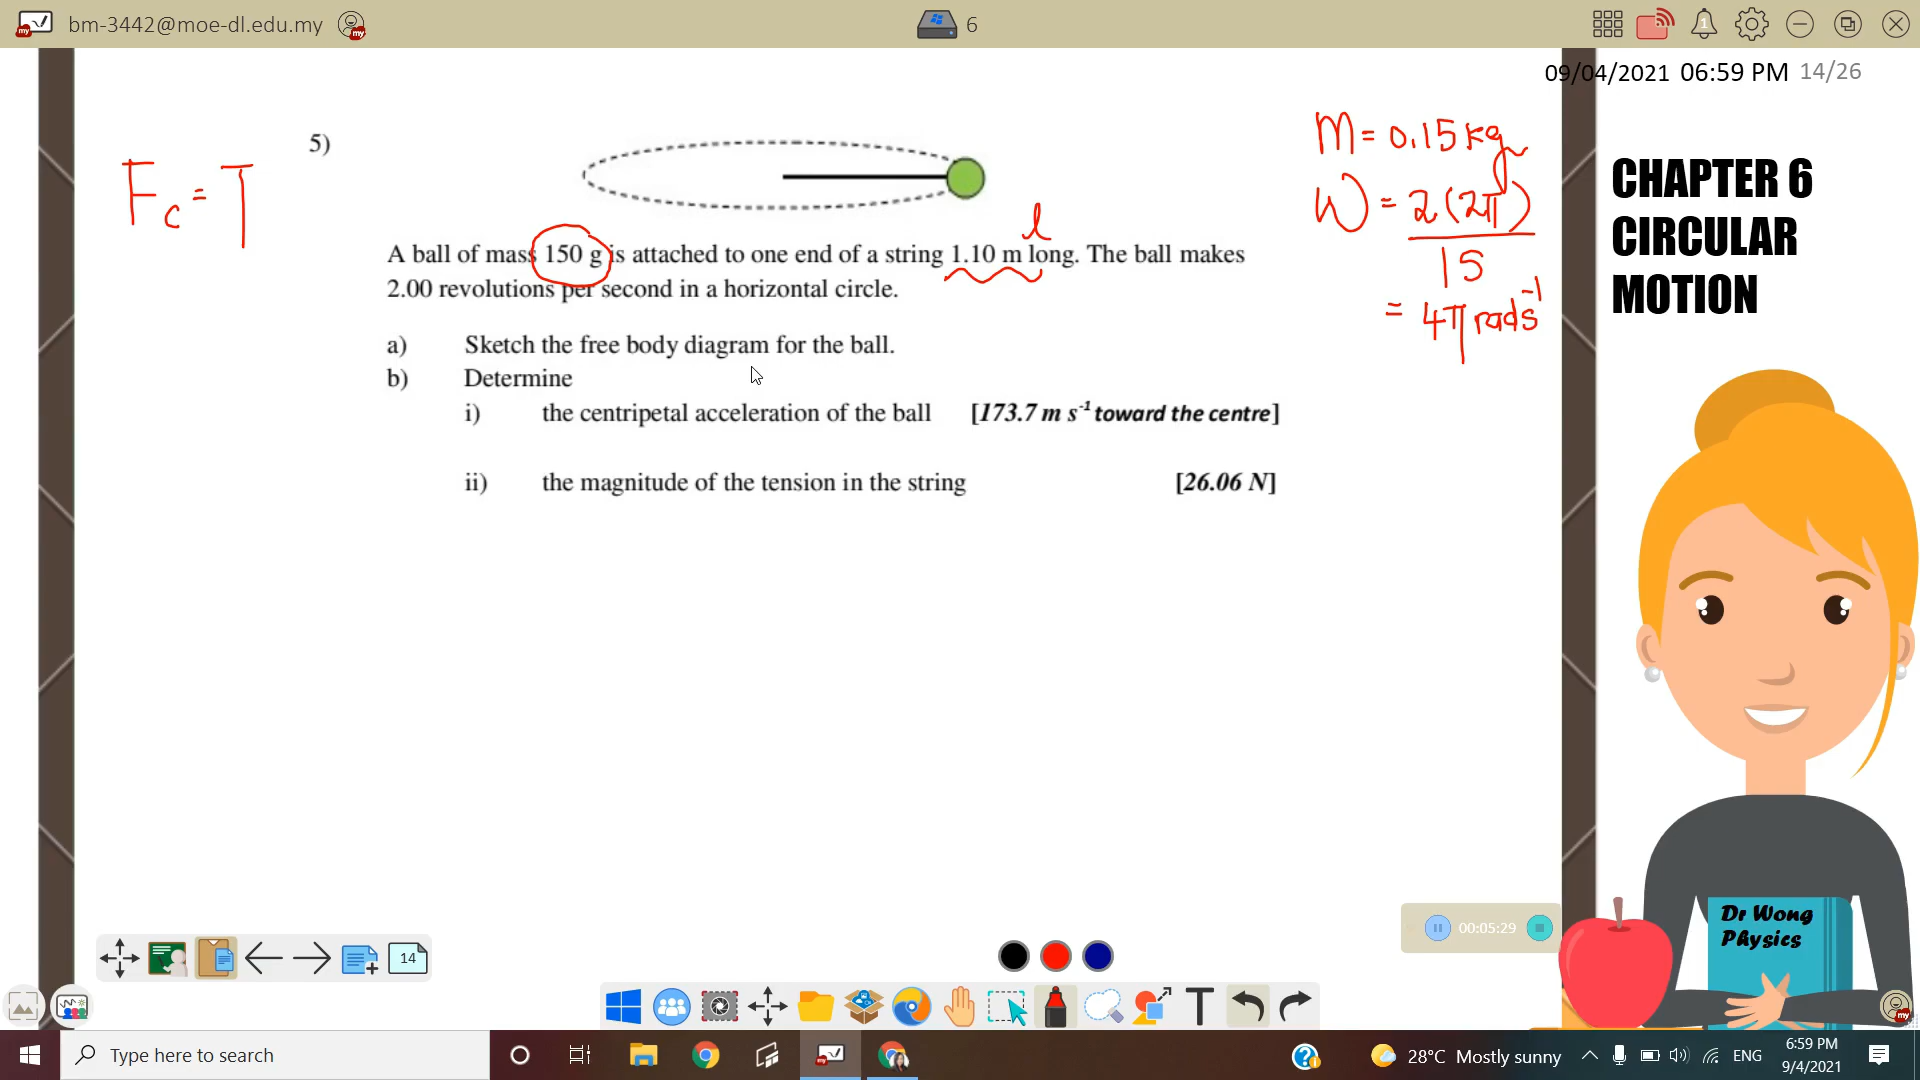 bm-3442@moe-dl.edu.my
6
1
09/04/2021 06:59 PM 14/26
Fc = T
5)
m = 0.15 kg
ω = 2(2π)
1s
= 4π rads⁻¹
l
A ball of mass 150 g is attached to one end of a string 1.10 m long. The ball makes
2.00 revolutions per second in a horizontal circle.
a) Sketch the free body diagram for the ball.
b) Determine
i) the centripetal acceleration of the ball [173.7 m s⁻¹ toward the centre]
ii) the magnitude of the tension in the string [26.06 N]
CHAPTER 6
CIRCULAR
MOTION
Dr Wong
Physics
00:05:29
14
Type here to search
28°C Mostly sunny
ENG
6:59 PM
9/4/2021